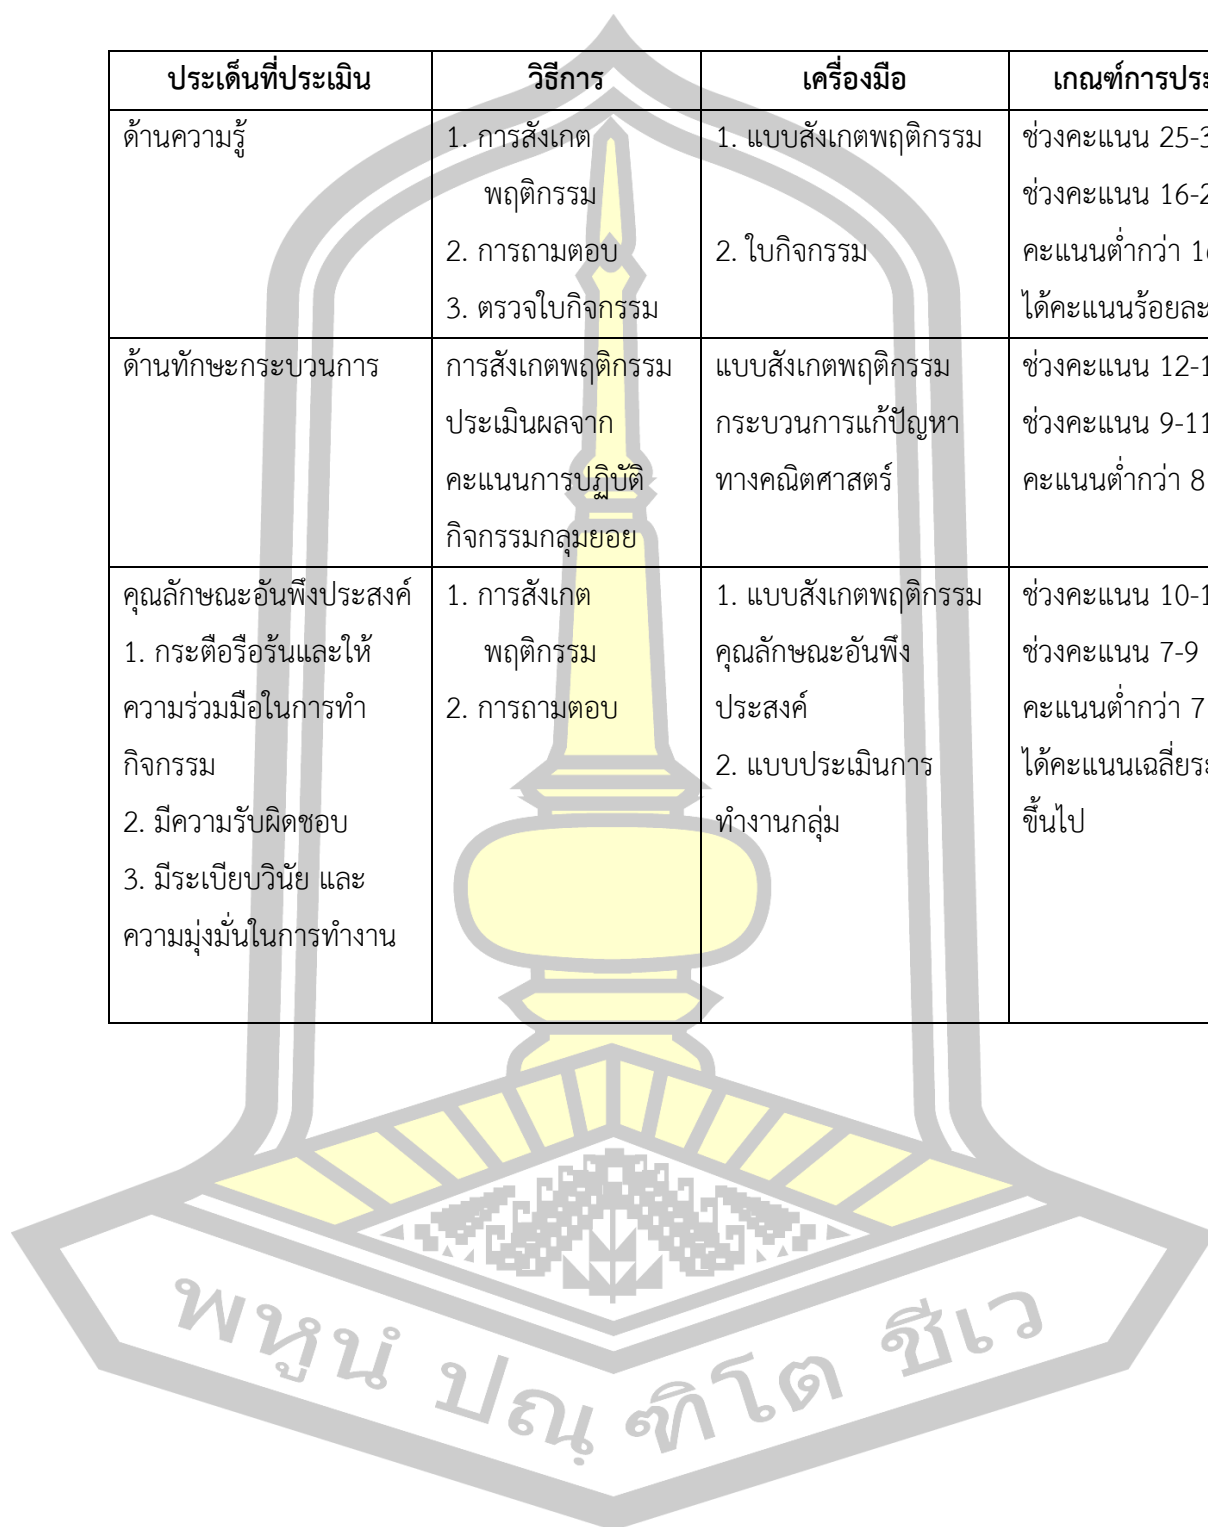 ประเด็นที่ประเมิน วิธีการ เครื่องมือ เกณฑ์การประ
ด้านความรู้
1. การสังเกต
พฤติกรรม
2. การถามตอบ
3. ตรวจใบกิจกรรม
1. แบบสังเกตพฤติกรรม
2. ใบกิจกรรม
ช่วงคะแนน 25-3
ช่วงคะแนน 16-2
คะแนนต่ำกว่า 16
ได้คะแนนร้อยละ
ด้านทักษะกระบวนการ
การสังเกตพฤติกรรม
ประเมินผลจาก
คะแนนการปฏิบัติ
กิจกรรมกลุมยอย
แบบสังเกตพฤติกรรม
กระบวนการแก้ปัญหา
ทางคณิตศาสตร์
ช่วงคะแนน 12-1
ช่วงคะแนน 9-11
คะแนนต่ำกว่า 8
คุณลักษณะอันพึงประสงค์
1. กระตือรือร้นและให้
ความร่วมมือในการทำ
กิจกรรม
2. มีความรับผิดชอบ
3. มีระเบียบวินัย และ
ความมุ่งมั่นในการทำงาน
1. การสังเกต
พฤติกรรม
2. การถามตอบ
1. แบบสังเกตพฤติกรรม
คุณลักษณะอันพึง
ประสงค์
2. แบบประเมินการ
ทำงานกลุ่ม
ช่วงคะแนน 10-1
ช่วงคะแนน 7-9
คะแนนต่ำกว่า 7
ได้คะแนนเฉลี่ยระ
ขึ้นไป
พหูนํ ปณฺ ฑิโต ชีเว